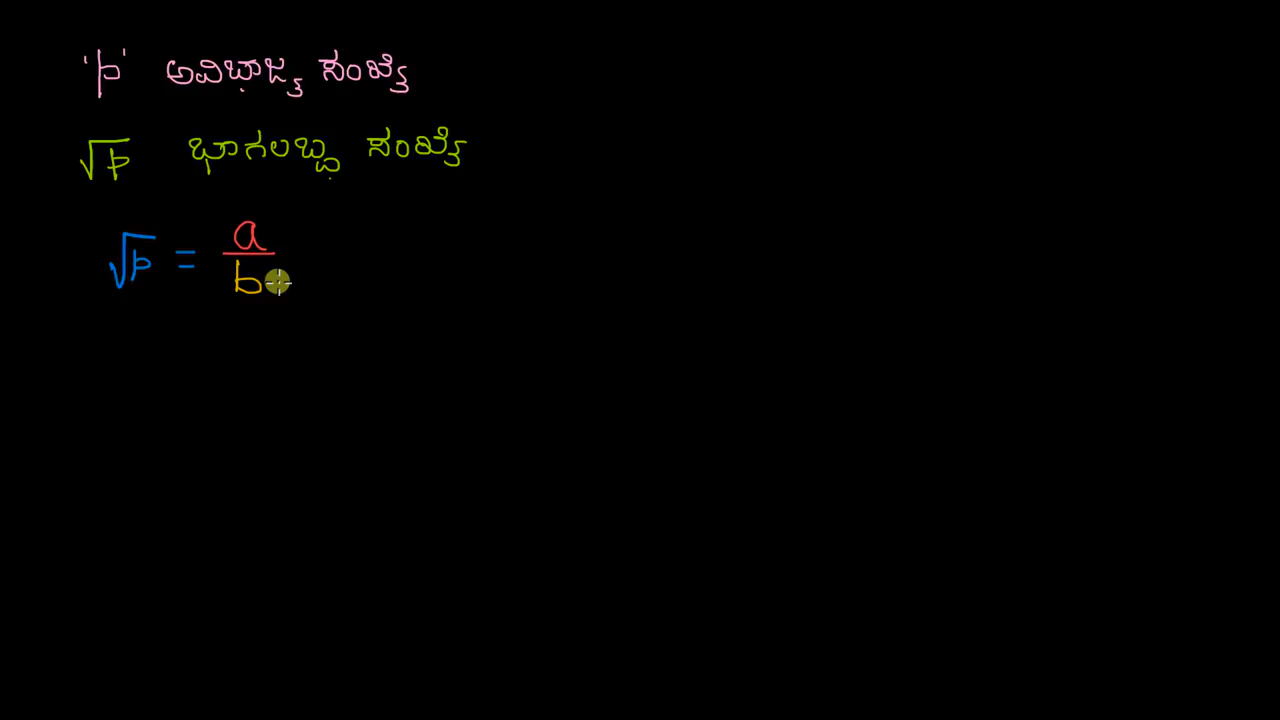 'p' ಅವಿಭಾಜ್ಯ ಸಂಖ್ಯೆ
√p ಭಾಗಲಬ್ಧ ಸಂಖ್ಯೆ
√p = a/b